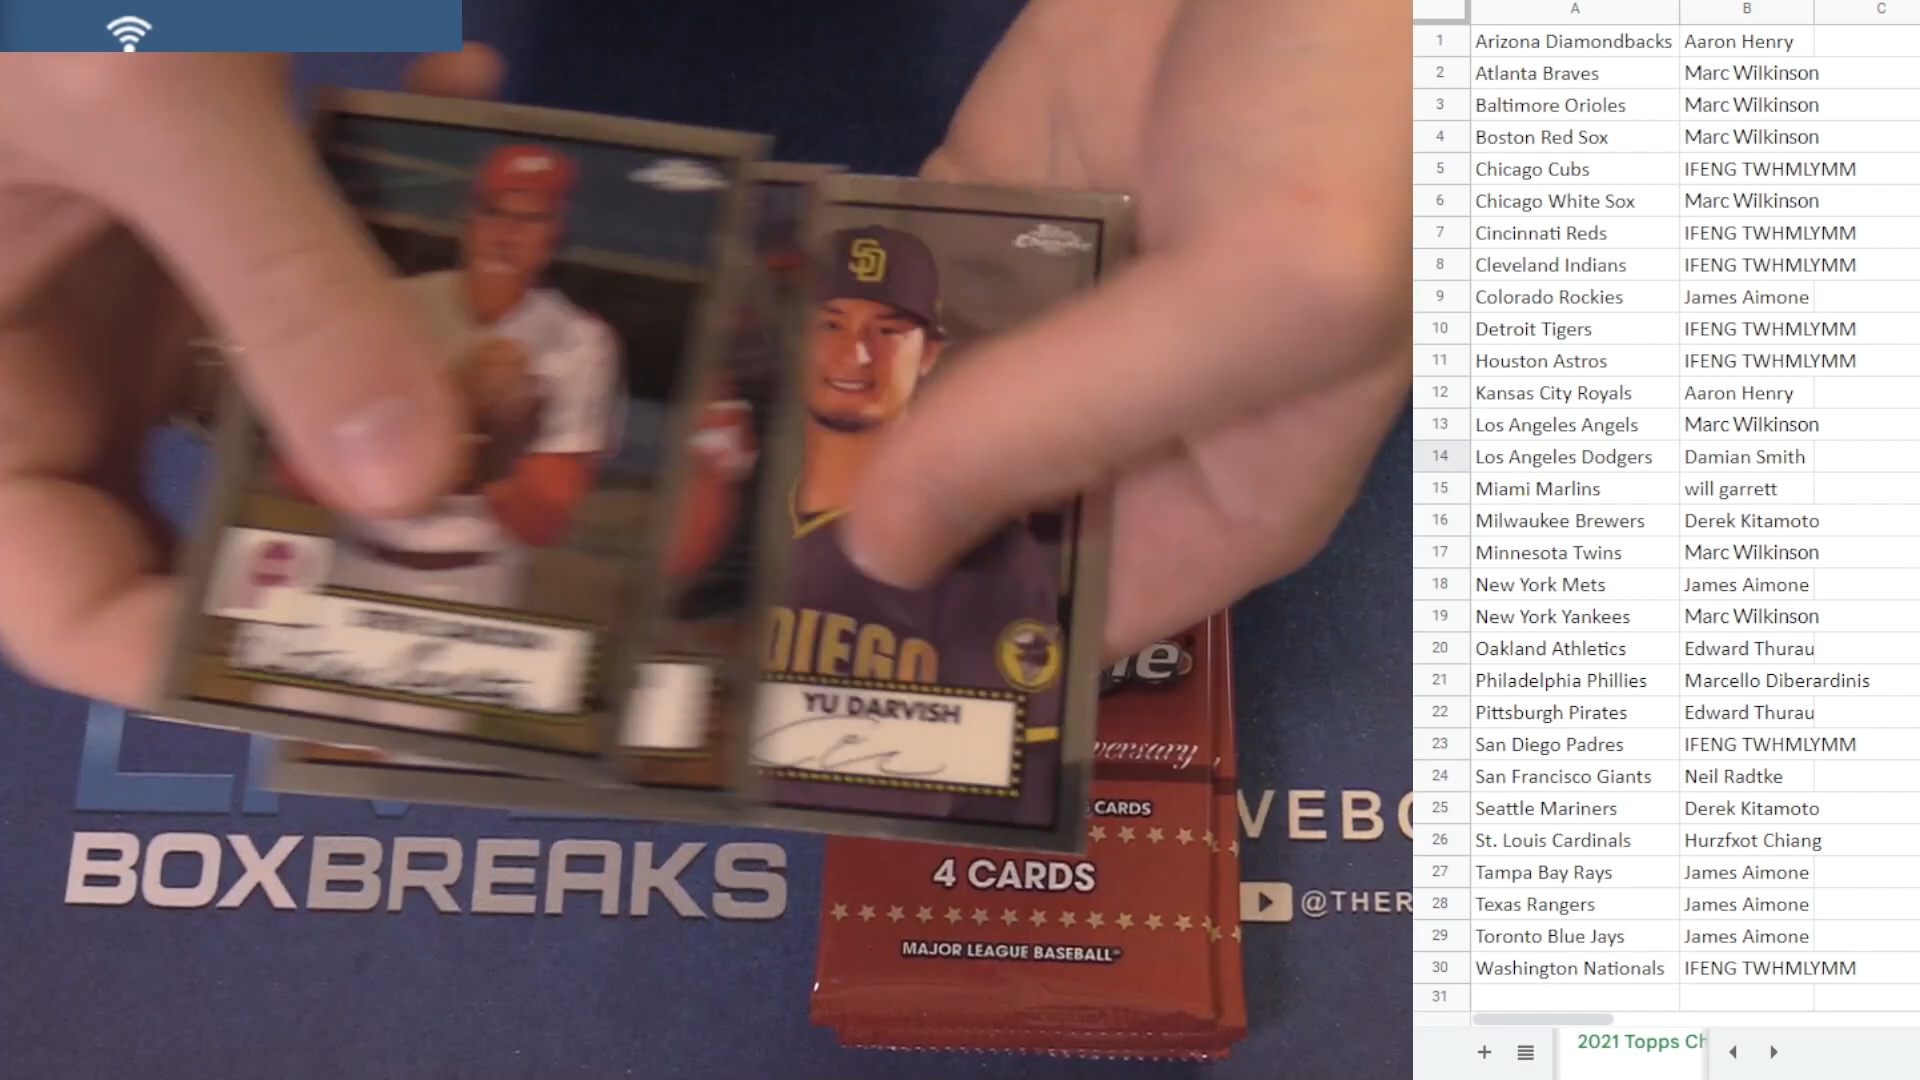 SD
Topps
Chrome
DIEGO
YU DARVISH
ne
versary
CARDS
4 CARDS
MAJOR LEAGUE BASEBALL
BOXBREAKS
VEBO
@THER
A B C
1 Arizona Diamondbacks Aaron Henry
2 Atlanta Braves Marc Wilkinson
3 Baltimore Orioles Marc Wilkinson
4 Boston Red Sox Marc Wilkinson
5 Chicago Cubs IFENG TWHMLYMM
6 Chicago White Sox Marc Wilkinson
7 Cincinnati Reds IFENG TWHMLYMM
8 Cleveland Indians IFENG TWHMLYMM
9 Colorado Rockies James Aimone
10 Detroit Tigers IFENG TWHMLYMM
11 Houston Astros IFENG TWHMLYMM
12 Kansas City Royals Aaron Henry
13 Los Angeles Angels Marc Wilkinson
14 Los Angeles Dodgers Damian Smith
15 Miami Marlins will garrett
16 Milwaukee Brewers Derek Kitamoto
17 Minnesota Twins Marc Wilkinson
18 New York Mets James Aimone
19 New York Yankees Marc Wilkinson
20 Oakland Athletics Edward Thurau
21 Philadelphia Phillies Marcello Diberardinis
22 Pittsburgh Pirates Edward Thurau
23 San Diego Padres IFENG TWHMLYMM
24 San Francisco Giants Neil Radtke
25 Seattle Mariners Derek Kitamoto
26 St. Louis Cardinals Hurzfxot Chiang
27 Tampa Bay Rays James Aimone
28 Texas Rangers James Aimone
29 Toronto Blue Jays James Aimone
30 Washington Nationals IFENG TWHMLYMM
31
2021 Topps Ch